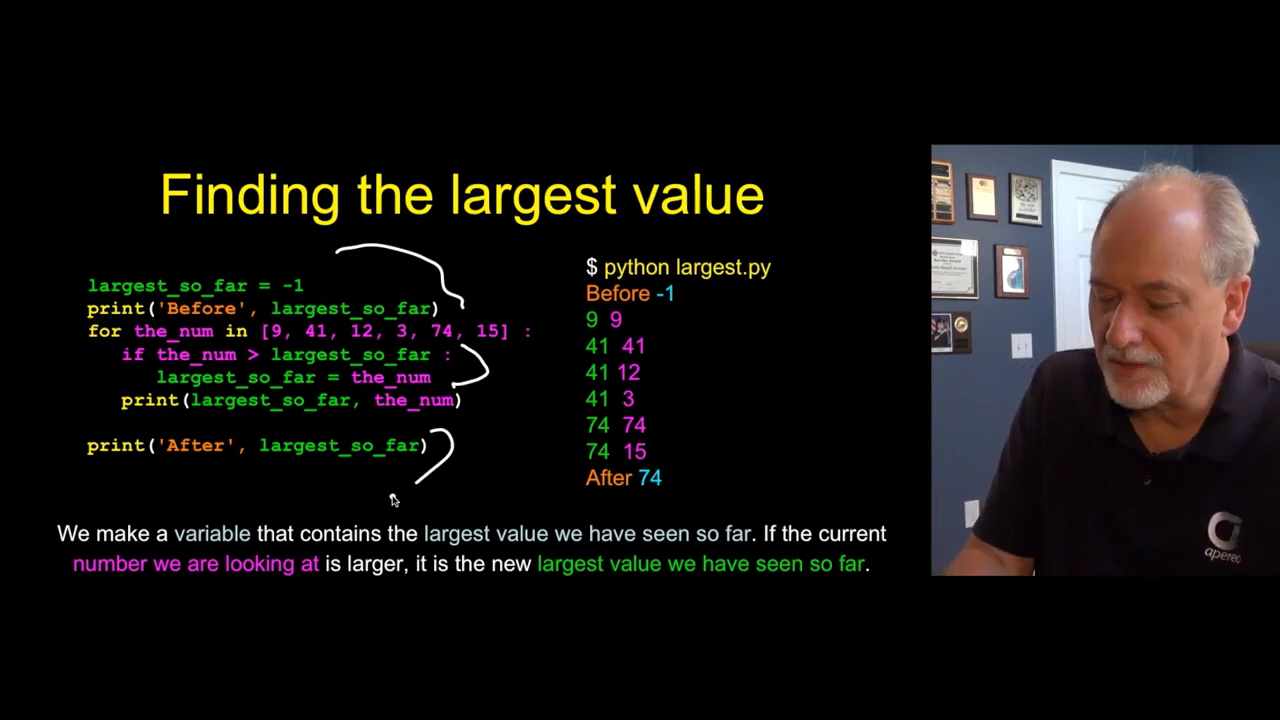 Finding the largest value
largest_so_far = -1
print('Before', largest_so_far)
for the_num in [9, 41, 12, 3, 74, 15] :
    if the_num > largest_so_far :
        largest_so_far = the_num
    print(largest_so_far, the_num)
print('After', largest_so_far)
$ python largest.py
Before -1
9 9
41 41
41 12
41 3
74 74
74 15
After 74
We make a variable that contains the largest value we have seen so far. If the current
number we are looking at is larger, it is the new largest value we have seen so far.
apereo